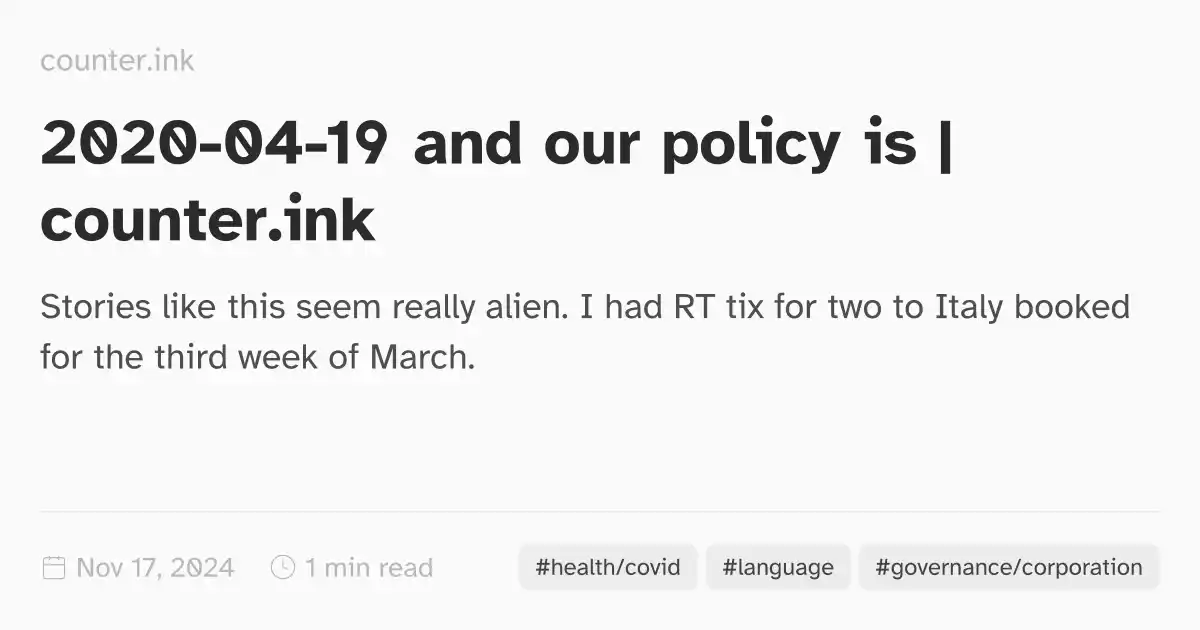 counter.ink
2020-04-19 and our policy is |
counter.ink
Stories like this seem really alien. I had RT tix for two to Italy booked
for the third week of March.
Nov 17, 2024 1 min read #health/covid #language #governance/corporation